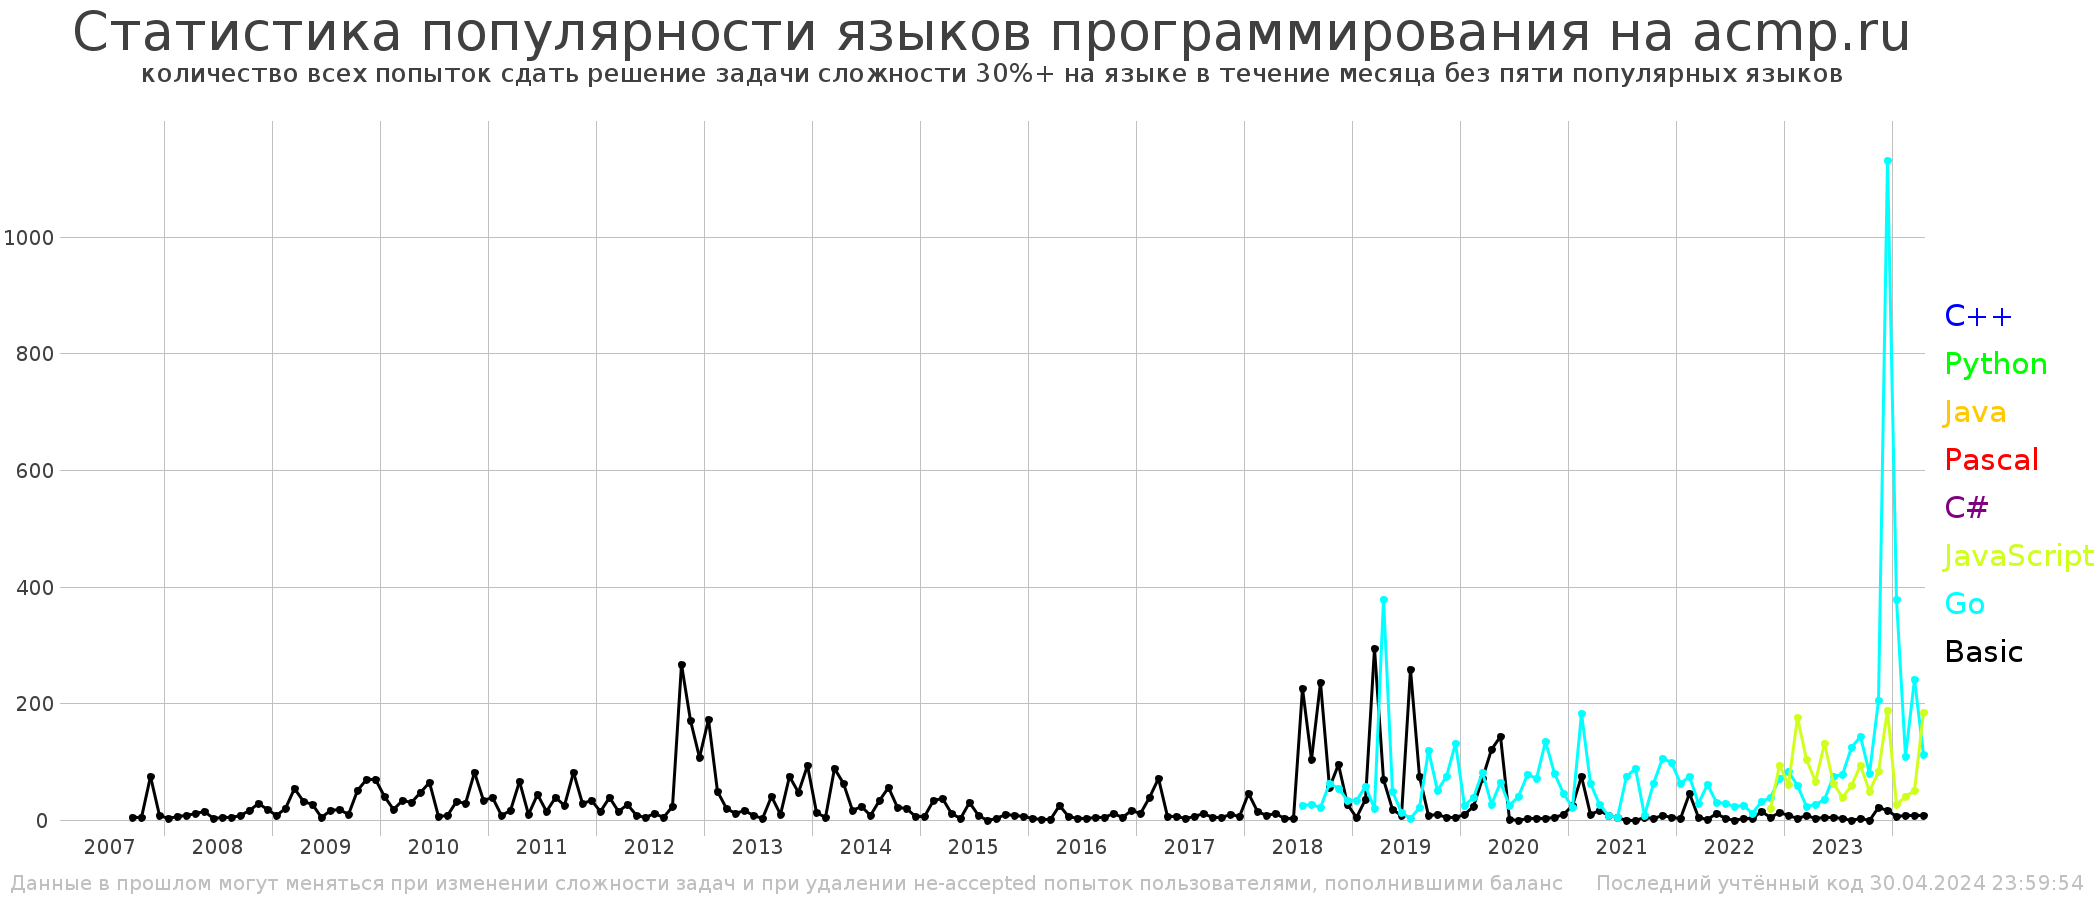 Статистика популярности языков программирования на acmp.ru
количество всех попыток сдать решение задачи сложности 30%+ на языке в течение месяца без пяти популярных языков
1000
800
600
400
200
0
C++
Python
Java
Pascal
C#
JavaScript
Go
Basic
2007 2008 2009 2010 2011 2012 2013 2014 2015 2016 2017 2018 2019 2020 2021 2022 2023
Данные в прошлом могут меняться при изменении сложности задач и при удалении не-accepted попыток пользователями, пополнившими баланс Последний учтённый код 30.04.2024 23:59:54